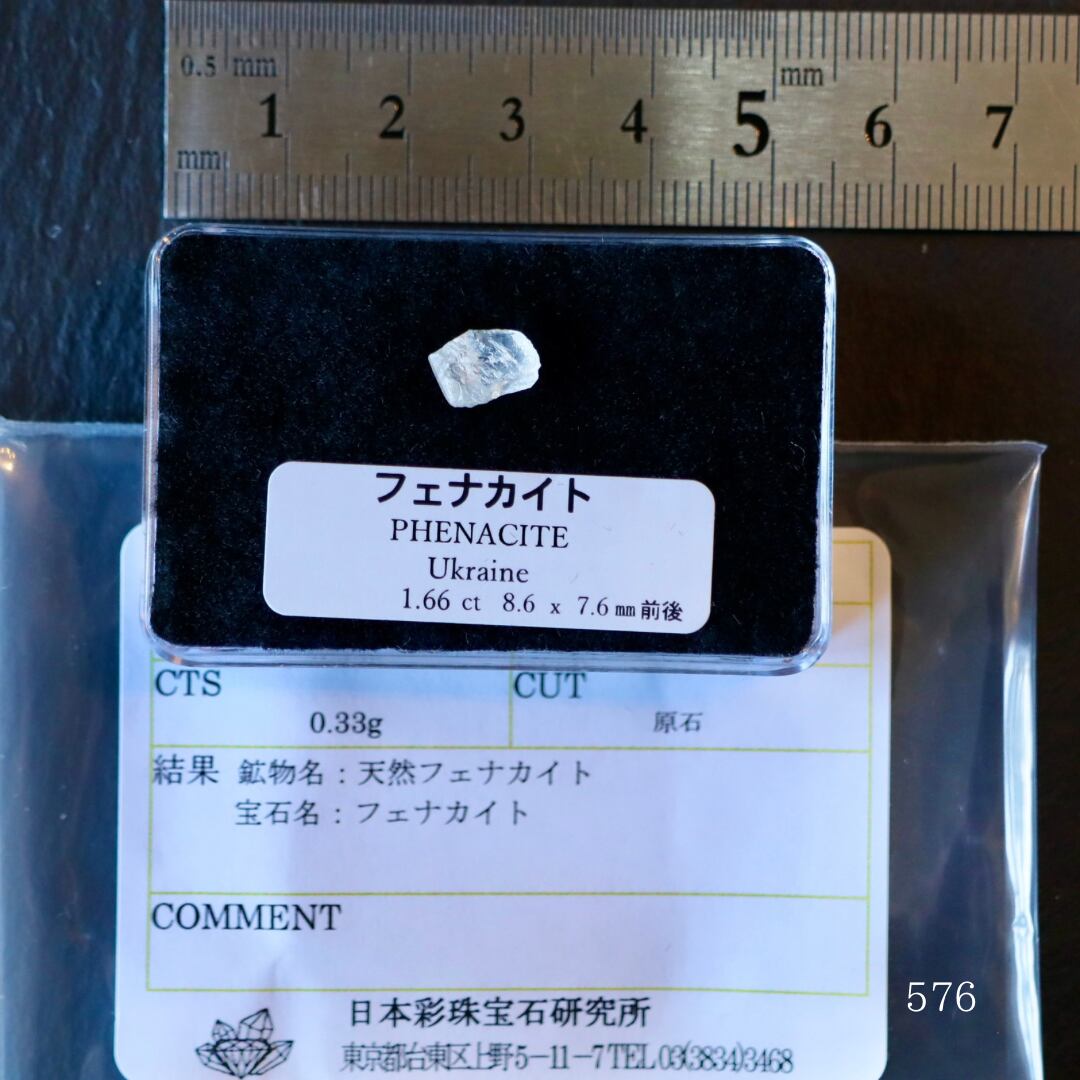 0.5 mm
mm
1 2 3 4 5 6 7
mm
フェナカイト
PHENACITE
Ukraine
1.66 ct 8.6 x 7.6 mm 前後
CTS
0.33g
CUT
原石
結果 鉱物名：天然フェナカイト
宝石名：フェナカイト
COMMENT
576
日本彩珠宝石研究所
東京都台東区上野5-11-7 TEL 03(3834)3468